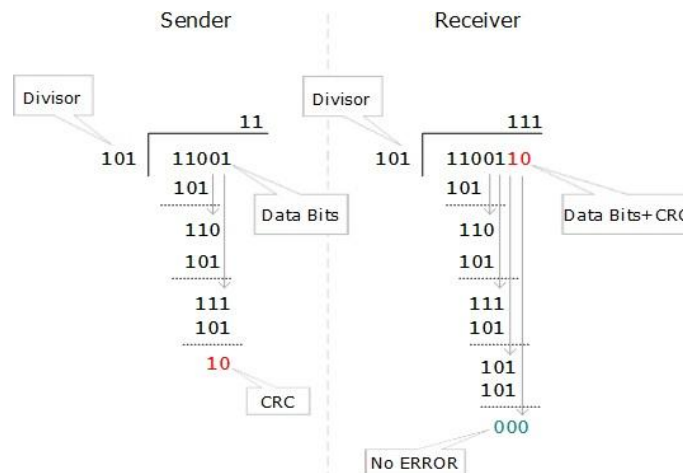 Sender
Divisor
11
101
11001
101
Data Bits
110
101
111
101
10
CRC
Receiver
Divisor
111
101
1100110
101
Data Bits+CRC
110
101
111
101
101
101
000
No ERROR